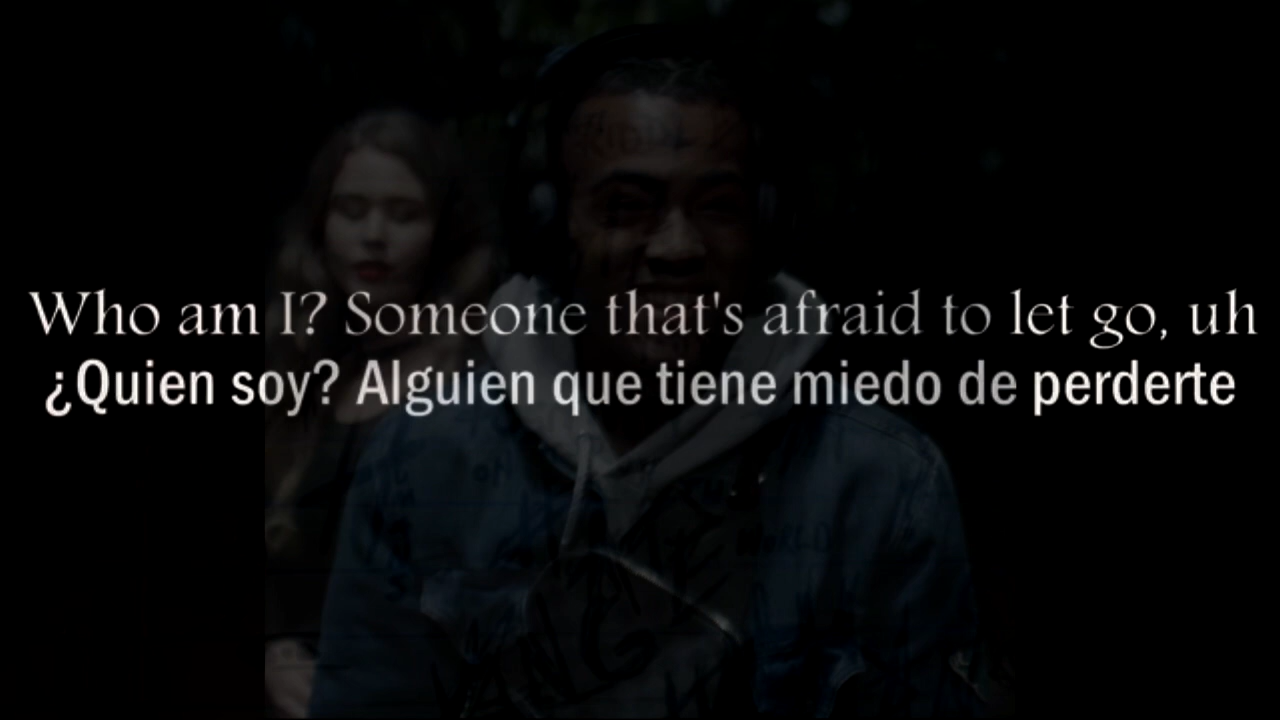 Who am I? Someone that's afraid to let go, uh
¿Quien soy? Alguien que tiene miedo de perderte